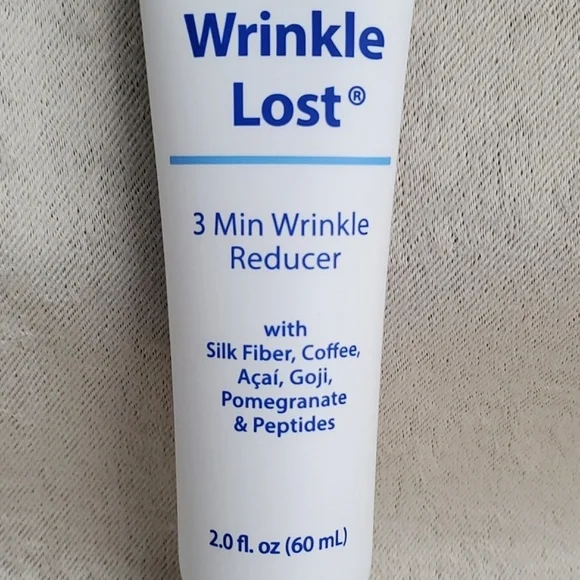 Wrinkle
Lost®
3 Min Wrinkle
Reducer
with
Silk Fiber, Coffee,
Açaí, Goji,
Pomegranate
& Peptides
2.0 fl. oz (60 mL)